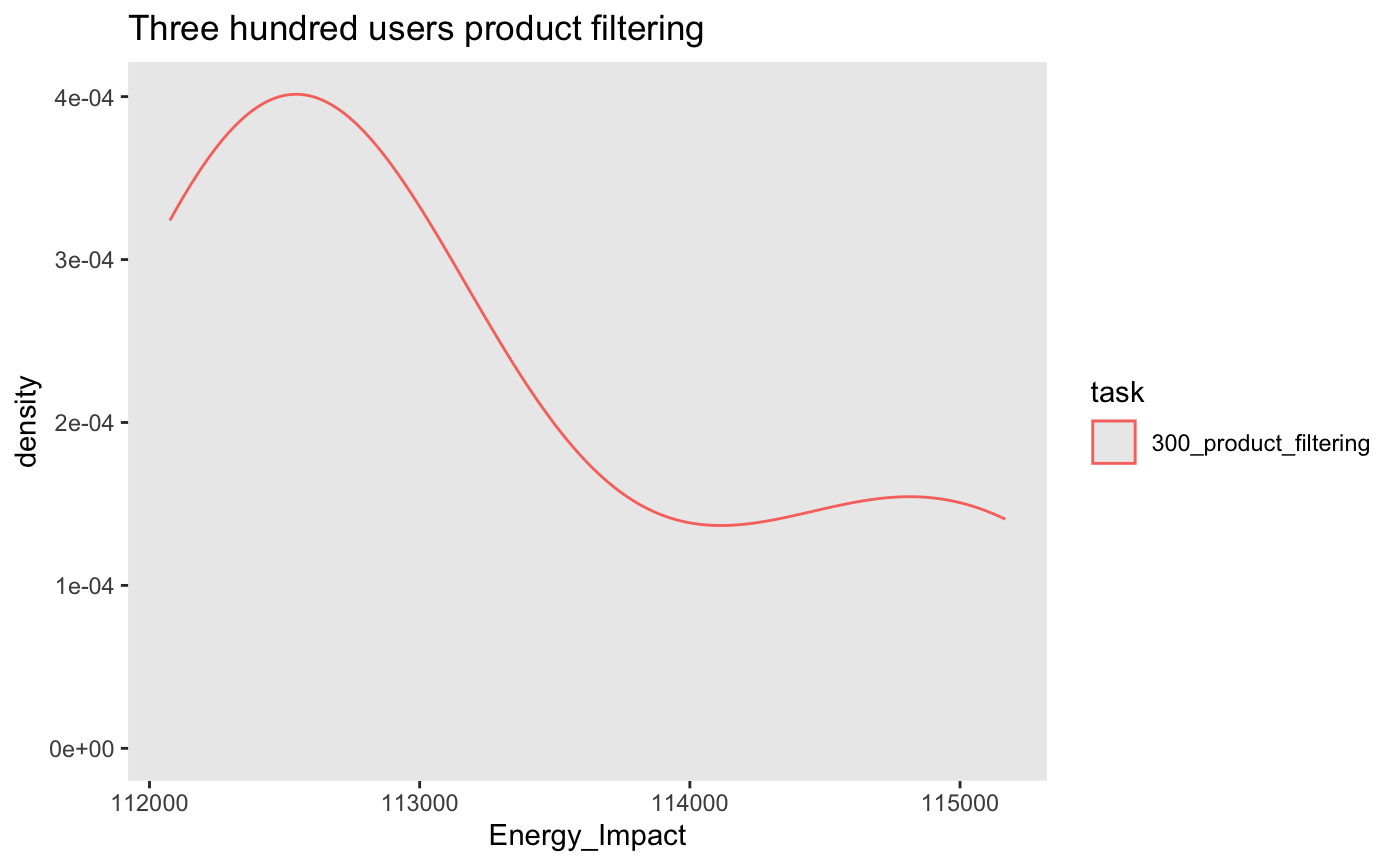 Three hundred users product filtering
4e-04
3e-04
2e-04
1e-04
0e+00
density
112000 113000 114000 115000
Energy_Impact
task
300_product_filtering